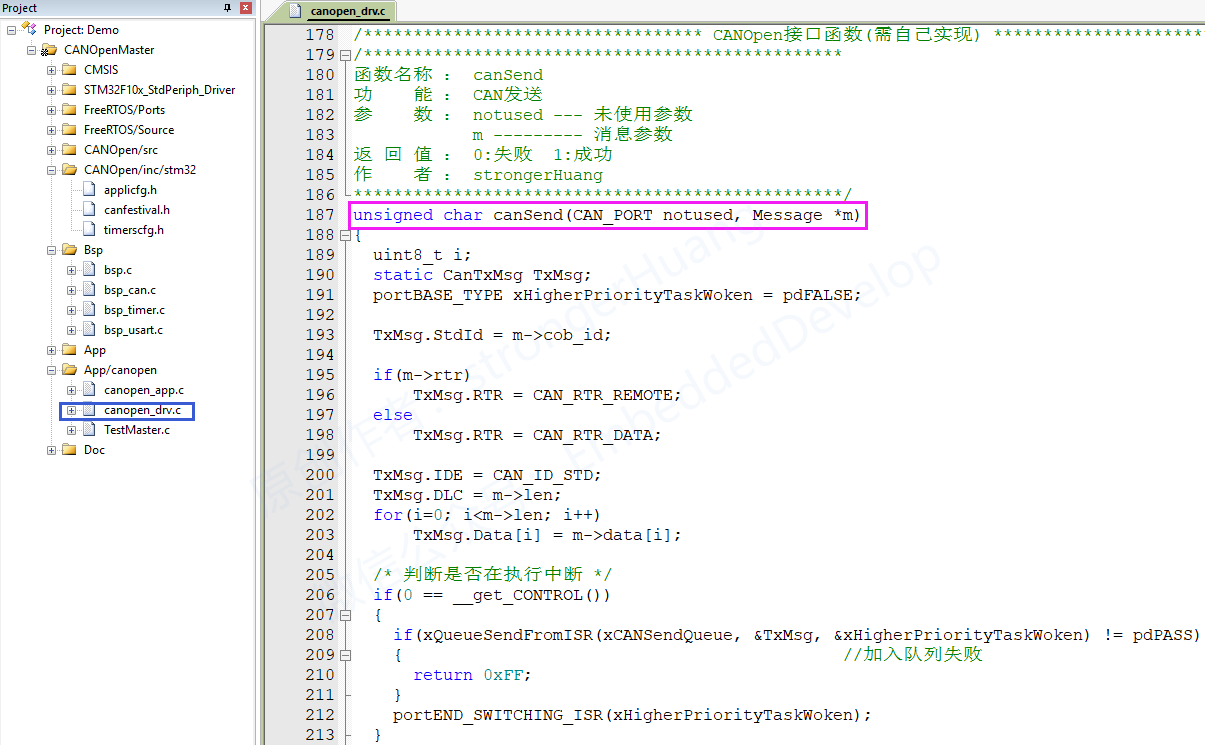 Project
Project: Demo
CANOpenMaster
CMSIS
STM32F10x_StdPeriph_Driver
FreeRTOS/Ports
FreeRTOS/Source
CANOpen/src
CANOpen/inc/stm32
applicfg.h
canfestival.h
timerscfg.h
Bsp
bsp.c
bsp_can.c
bsp_timer.c
bsp_usart.c
App
App/canopen
canopen_app.c
canopen_drv.c
TestMaster.c
Doc
canopen_drv.c
178 /********************************** CANOpen接口函数(需自己实现) *********************
179 /************************************************
180 函数名称 : canSend
181 功    能 : CAN发送
182 参    数 : notused --- 未使用参数
183            m --------- 消息参数
184 返 回 值 : 0:失败  1:成功
185 作    者 : strongerHuang
186 *************************************************/
187 unsigned char canSend(CAN_PORT notused, Message *m)
188 {
189   uint8_t i;
190   static CanTxMsg TxMsg;
191   portBASE_TYPE xHigherPriorityTaskWoken = pdFALSE;
192
193   TxMsg.StdId = m->cob_id;
194
195   if(m->rtr)
196       TxMsg.RTR = CAN_RTR_REMOTE;
197   else
198       TxMsg.RTR = CAN_RTR_DATA;
199
200   TxMsg.IDE = CAN_ID_STD;
201   TxMsg.DLC = m->len;
202   for(i=0; i<m->len; i++)
203       TxMsg.Data[i] = m->data[i];
204
205   /* 判断是否在执行中断 */
206   if(0 == __get_CONTROL())
207   {
208     if(xQueueSendFromISR(xCANSendQueue, &TxMsg, &xHigherPriorityTaskWoken) != pdPASS)
209     {                                            //加入队列失败
210       return 0xFF;
211     }
212     portEND_SWITCHING_ISR(xHigherPriorityTaskWoken);
213   }